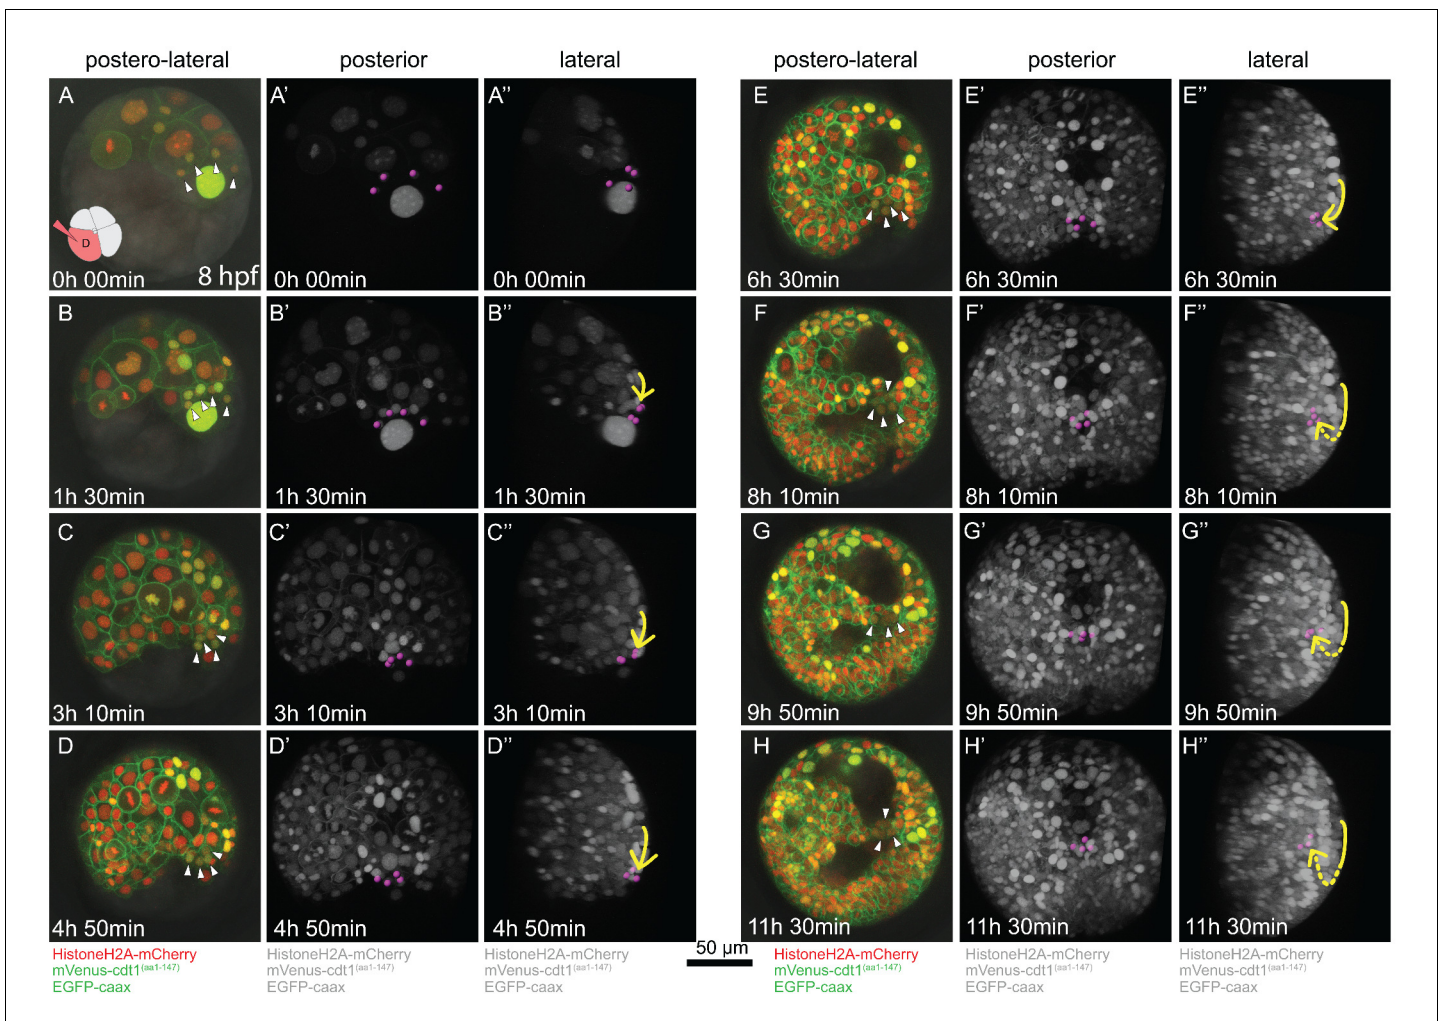 postero-lateral posterior lateral postero-lateral posterior lateral
A A' A'' E E' E''
D
0h 00min 8 hpf 0h 00min 0h 00min 6h 30min 6h 30min 6h 30min
B B' B'' F F' F''
1h 30min 1h 30min 1h 30min 8h 10min 8h 10min 8h 10min
C C' C'' G G' G''
3h 10min 3h 10min 3h 10min 9h 50min 9h 50min 9h 50min
D D' D'' H H' H''
4h 50min 4h 50min 4h 50min 11h 30min 11h 30min 11h 30min
50 µm
HistoneH2A-mCherry HistoneH2A-mCherry HistoneH2A-mCherry HistoneH2A-mCherry HistoneH2A-mCherry HistoneH2A-mCherry
mVenus-cdt1(aa1-147) mVenus-cdt1(aa1-147) mVenus-cdt1(aa1-147) mVenus-cdt1(aa1-147) mVenus-cdt1(aa1-147) mVenus-cdt1(aa1-147)
EGFP-caax EGFP-caax EGFP-caax EGFP-caax EGFP-caax EGFP-caax